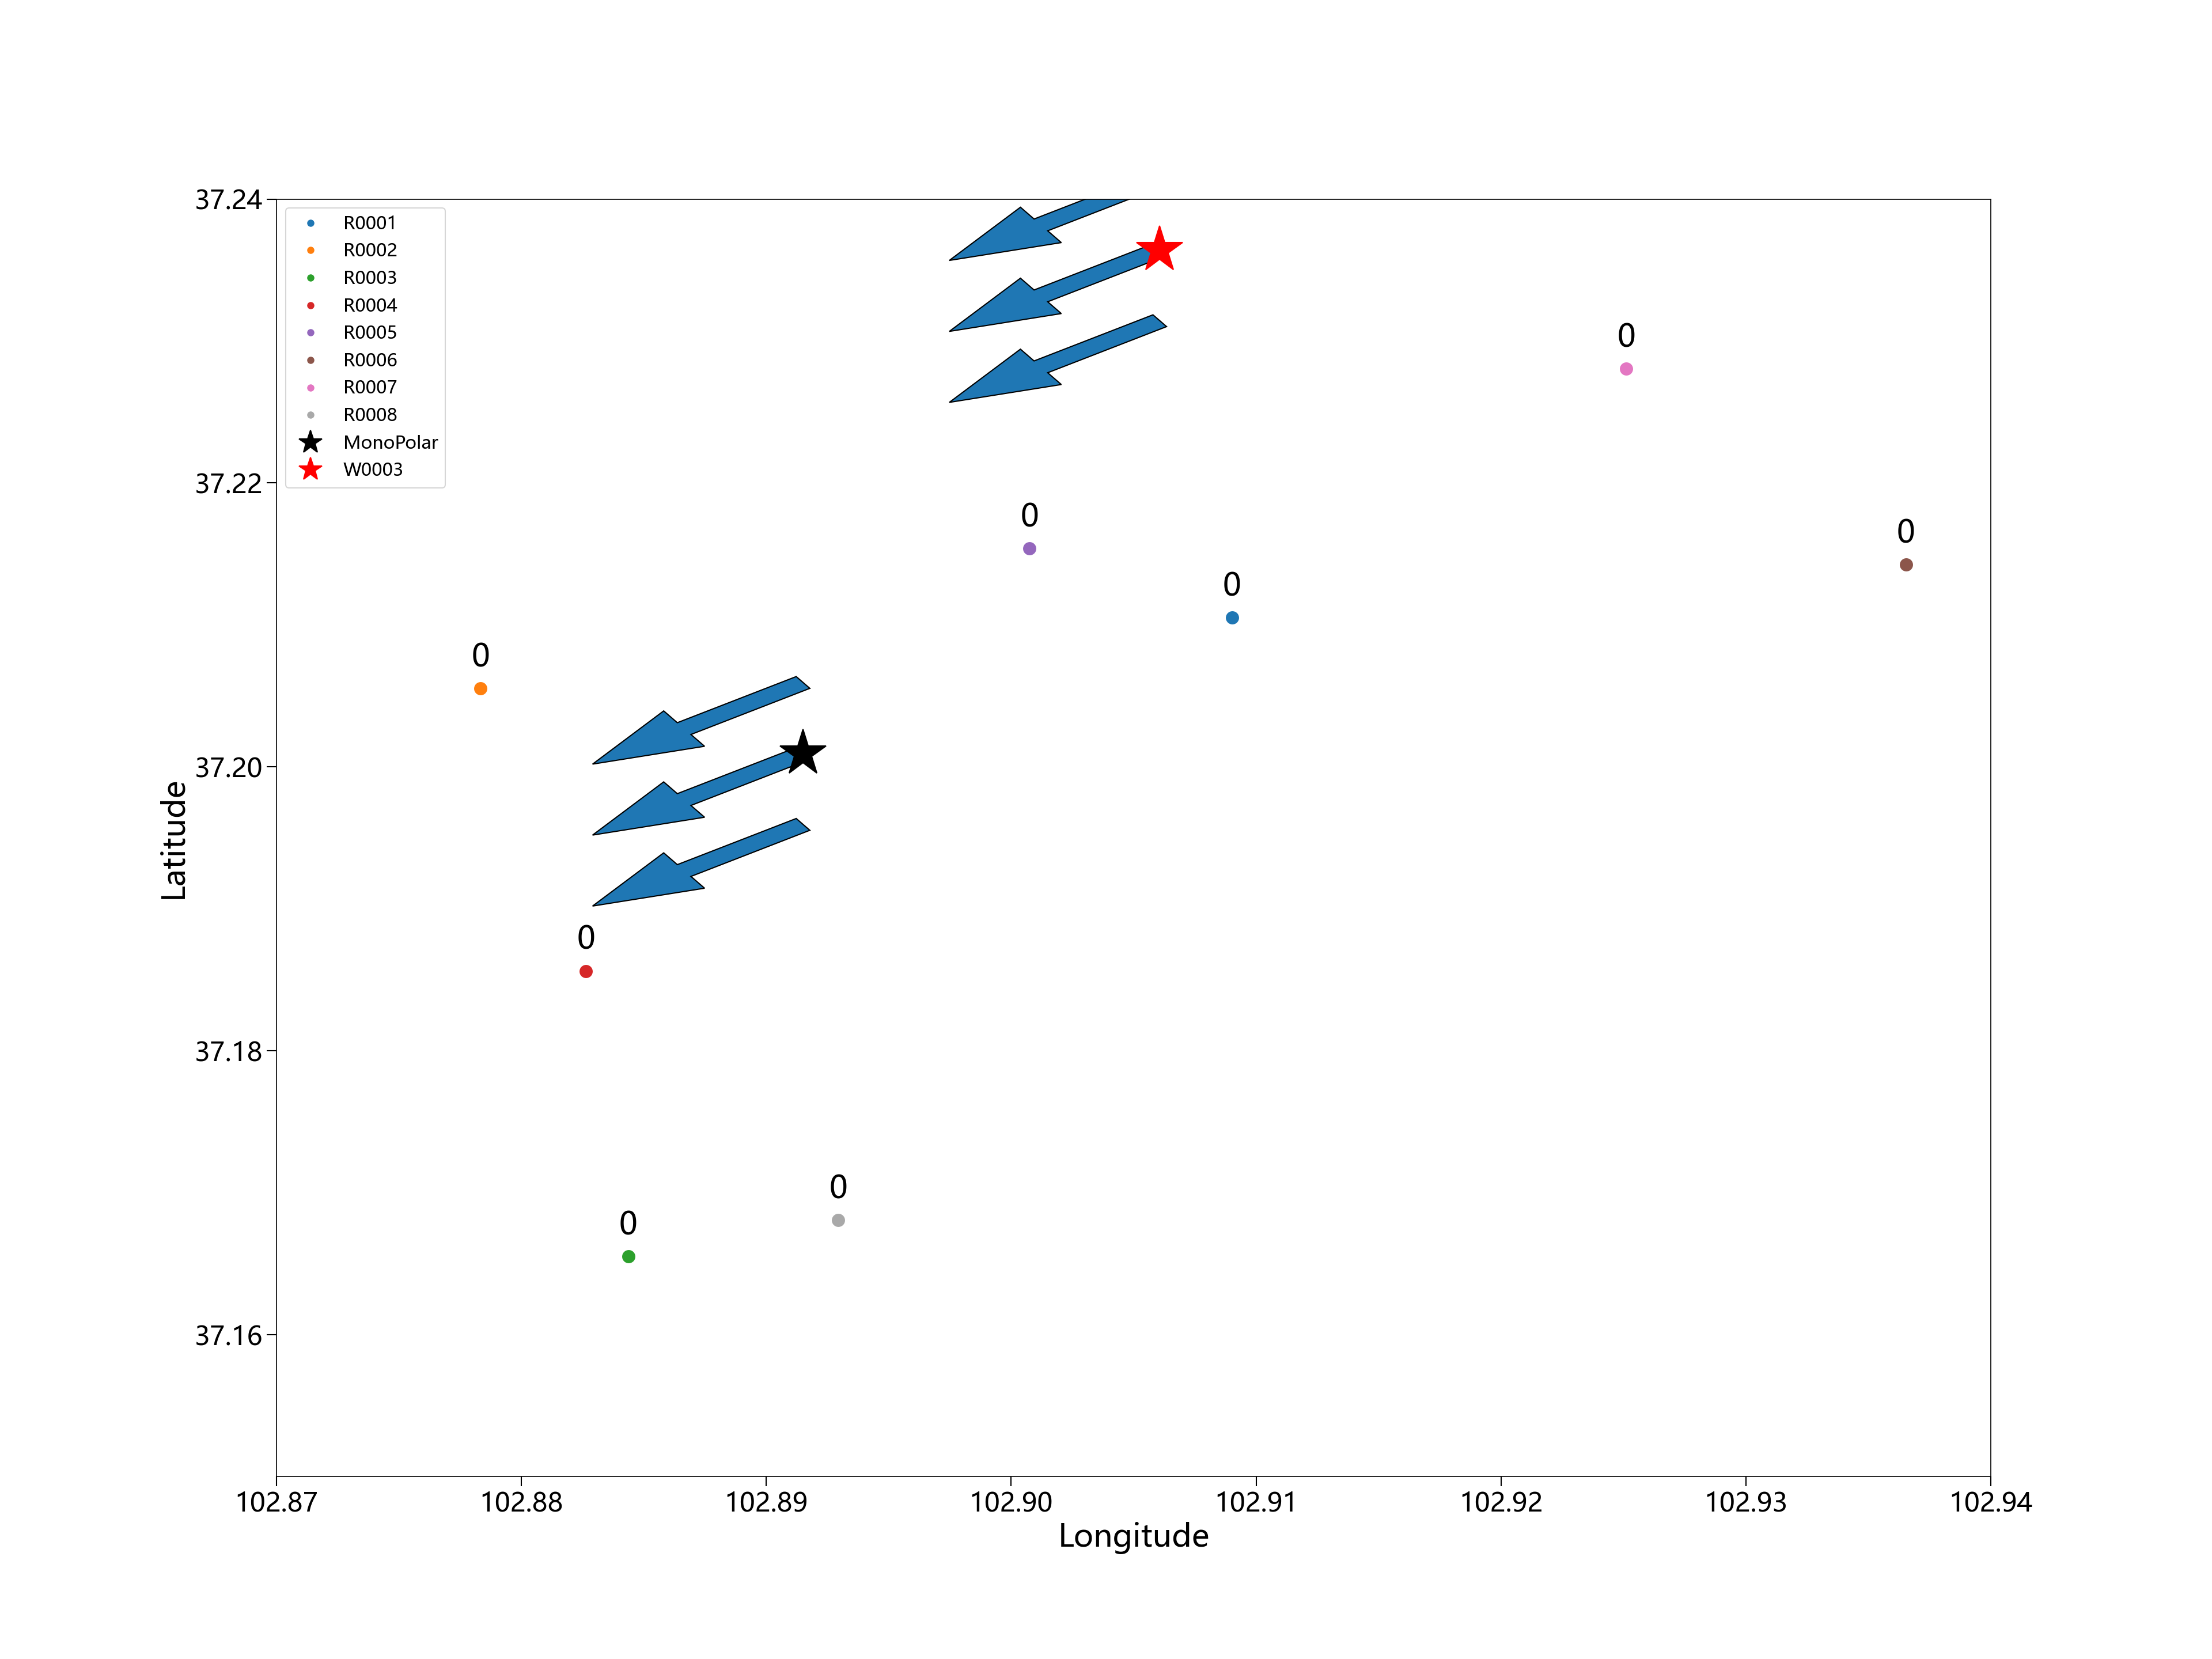 37.24
37.22
37.20
37.18
37.16
Latitude
R0001
R0002
R0003
R0004
R0005
R0006
R0007
R0008
MonoPolar
W0003
0
0
0
0
0
0
0
0
102.87 102.88 102.89 102.90 102.91 102.92 102.93 102.94
Longitude